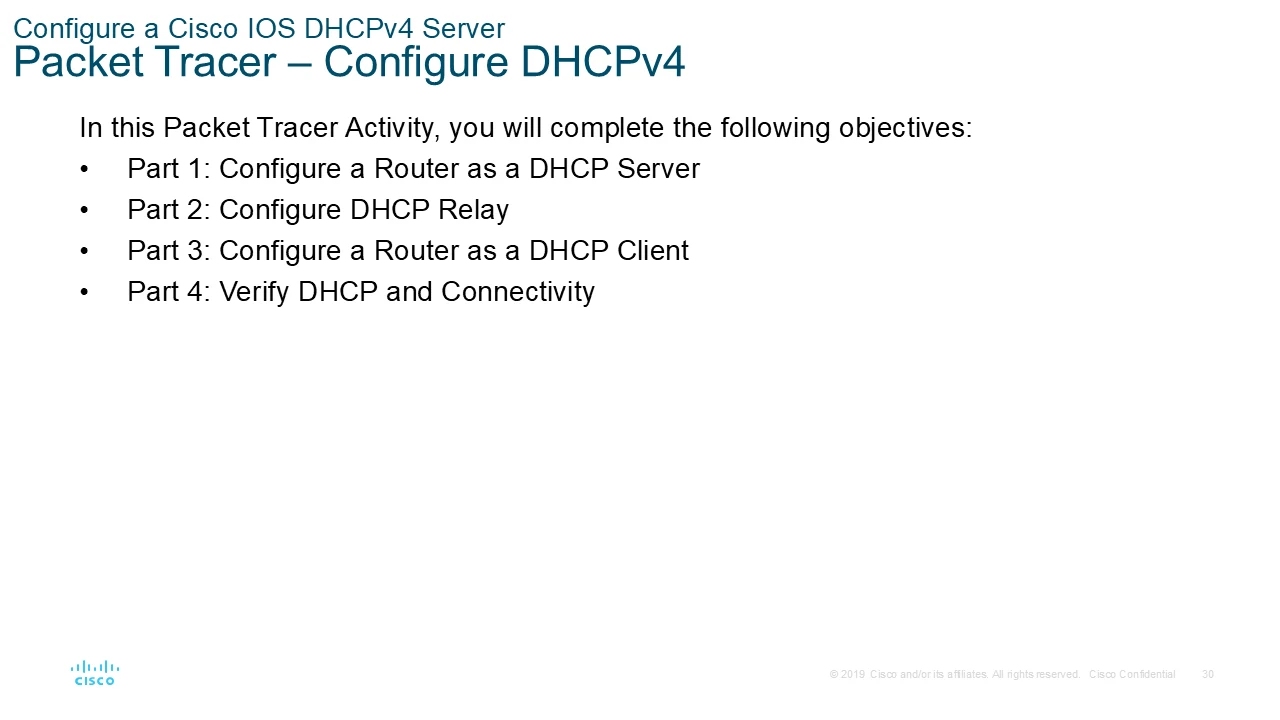 Configure a Cisco IOS DHCPv4 Server
Packet Tracer – Configure DHCPv4
In this Packet Tracer Activity, you will complete the following objectives:
• Part 1: Configure a Router as a DHCP Server
• Part 2: Configure DHCP Relay
• Part 3: Configure a Router as a DHCP Client
• Part 4: Verify DHCP and Connectivity
CISCO
© 2019 Cisco and/or its affiliates. All rights reserved. Cisco Confidential 30